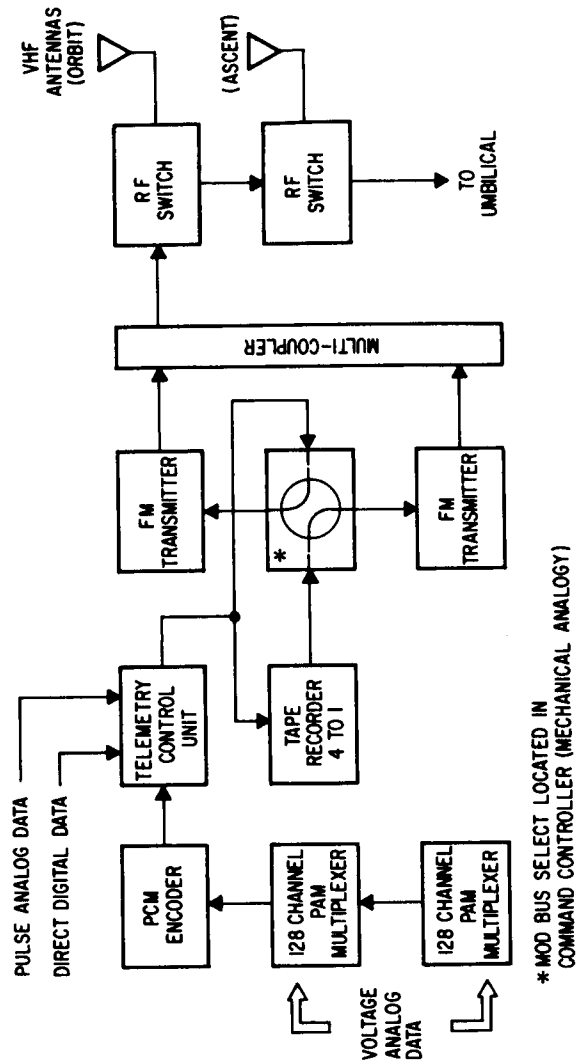 PULSE ANALOG DATA
DIRECT DIGITAL DATA
PCM
ENCODER
TELEMETRY
CONTROL
UNIT
128 CHANNEL
PAM
MULTIPLEXER
128 CHANNEL
PAM
MULTIPLEXER
VOLTAGE
ANALOG
DATA
TAPE
RECORDER
4 TO 1
FM
TRANSMITTER
*
FM
TRANSMITTER
MULTI-COUPLER
RF
SWITCH
RF
SWITCH
VHF
ANTENNAS
(ORBIT)
(ASCENT)
TO
UMBILICAL
* MOD BUS SELECT LOCATED IN
COMMAND CONTROLLER (MECHANICAL ANALOGY)